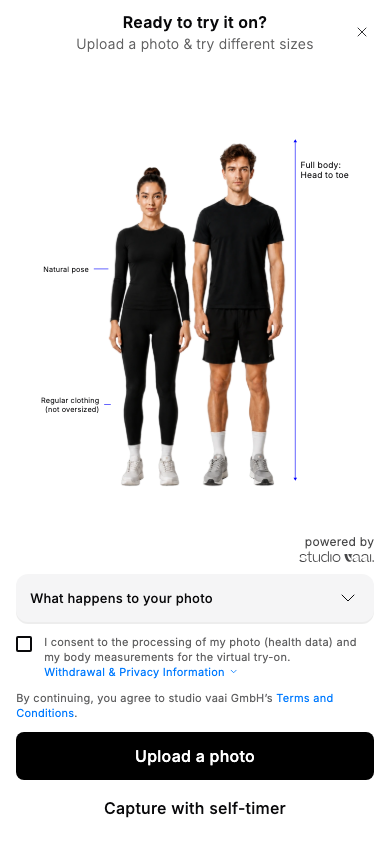 Ready to try it on?
Upload a photo & try different sizes
Full body:
Head to toe
Natural pose
Regular clothing
(not oversized)
powered by
studio vaai.
What happens to your photo
I consent to the processing of my photo (health data) and
my body measurements for the virtual try-on.
Withdrawal & Privacy Information
By continuing, you agree to studio vaai GmbH's Terms and
Conditions.
Upload a photo
Capture with self-timer